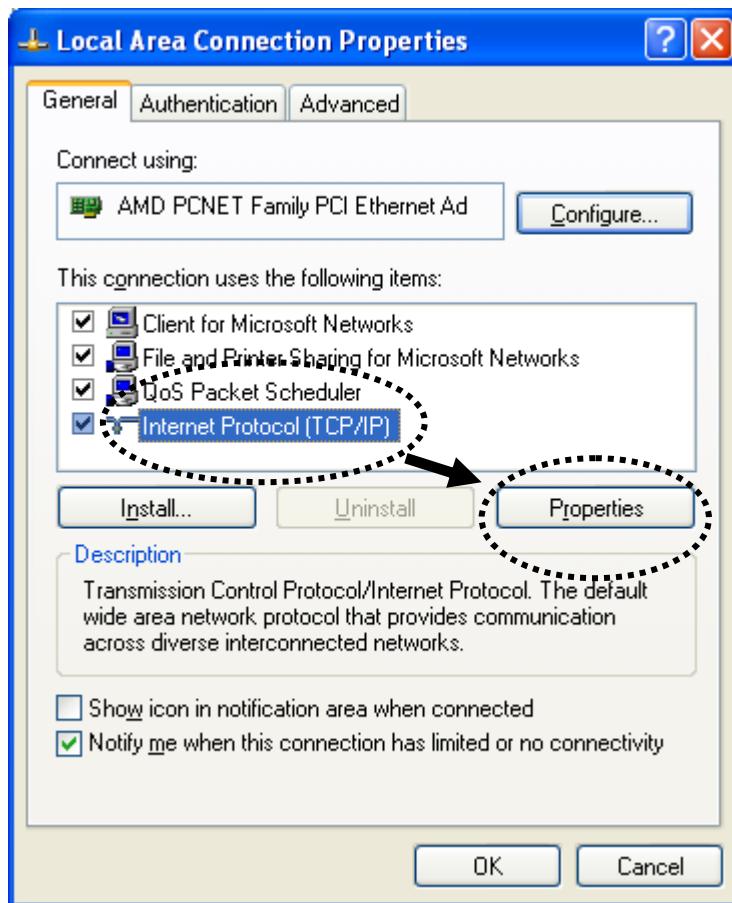 Local Area Connection Properties
General Authentication Advanced
Connect using:
AMD PCNET Family PCI Ethernet Ad
Configure...
This connection uses the following items:
Client for Microsoft Networks
File and Printer Sharing for Microsoft Networks
QoS Packet Scheduler
Internet Protocol (TCP/IP)
Install... Uninstall Properties
Description
Transmission Control Protocol/Internet Protocol. The default
wide area network protocol that provides communication
across diverse interconnected networks.
Show icon in notification area when connected
Notify me when this connection has limited or no connectivity
OK Cancel